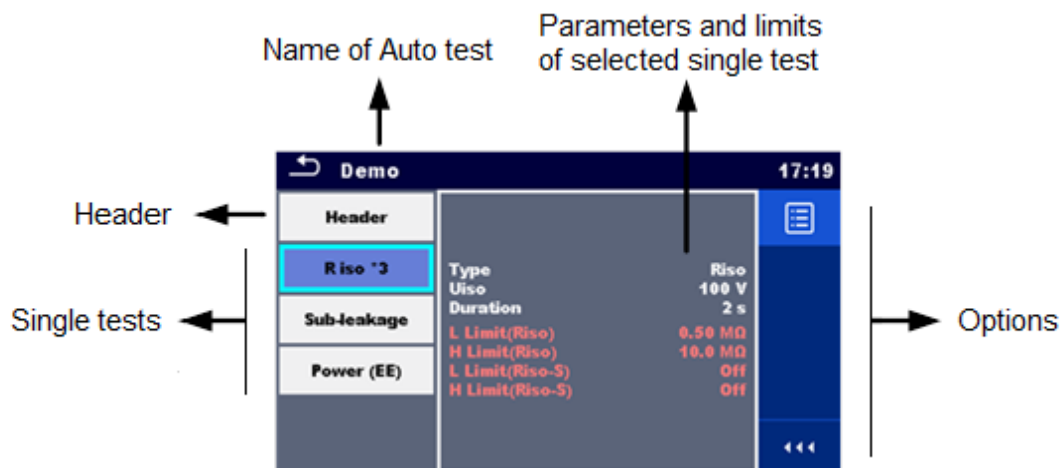 Name of Auto test
Parameters and limits
of selected single test
Demo
17:19
Header
Header
Single tests
R iso *3
Sub-leakage
Power (EE)
Type Riso
Uiso 100 V
Duration 2 s
L Limit(Riso) 0.50 MΩ
H Limit(Riso) 10.0 MΩ
L Limit(Riso-S) Off
H Limit(Riso-S) Off
Options